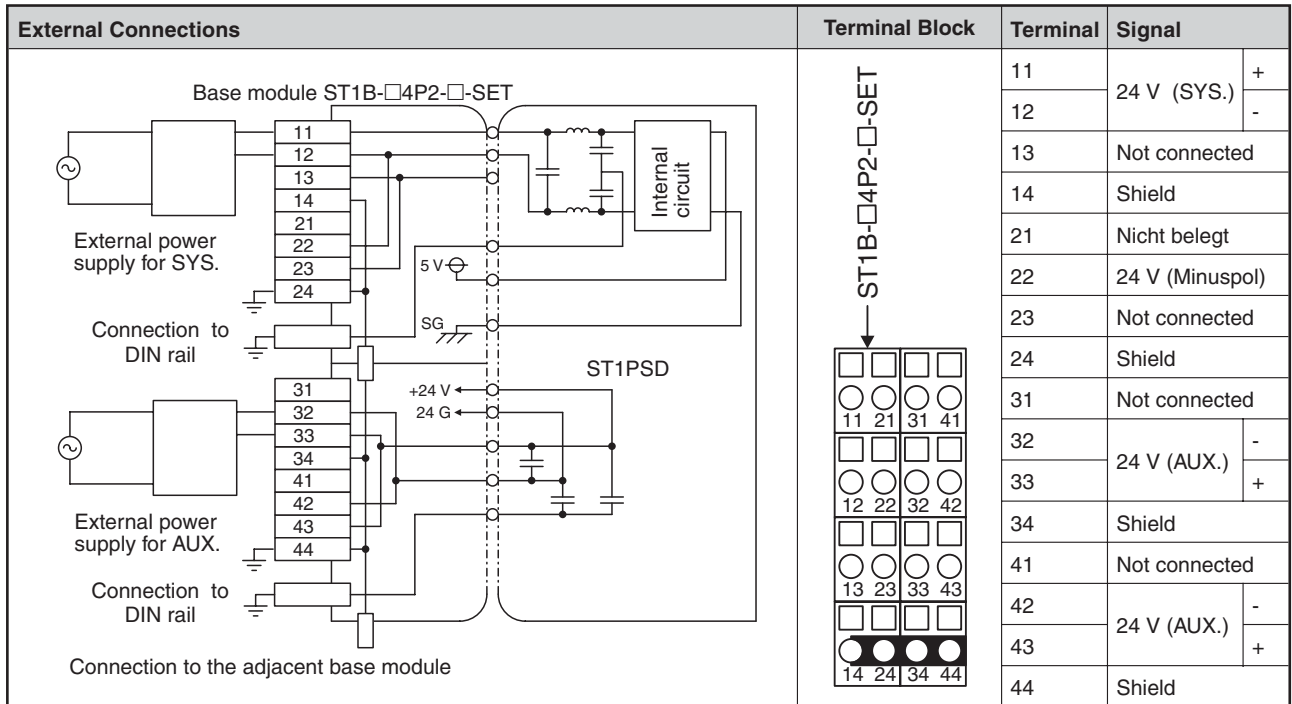 External Connections
Terminal Block
Terminal
Signal
Base module ST1B-□4P2-□-SET
11
12
13
14
21
22
23
24
External power
supply for SYS.
Connection to
DIN rail
31
32
33
34
41
42
43
44
External power
supply for AUX.
Connection to
DIN rail
Connection to the adjacent base module
Internal
circuit
5 V
SG
ST1PSD
+24 V
24 G
ST1B-□4P2-□-SET
11 21 31 41
12 22 32 42
13 23 33 43
14 24 34 44
11
24 V (SYS.)
+
12
-
13 Not connected
14 Shield
21 Nicht belegt
22 24 V (Minuspol)
23 Not connected
24 Shield
31 Not connected
32
24 V (AUX.)
-
33
+
34 Shield
41 Not connected
42
24 V (AUX.)
-
43
+
44 Shield